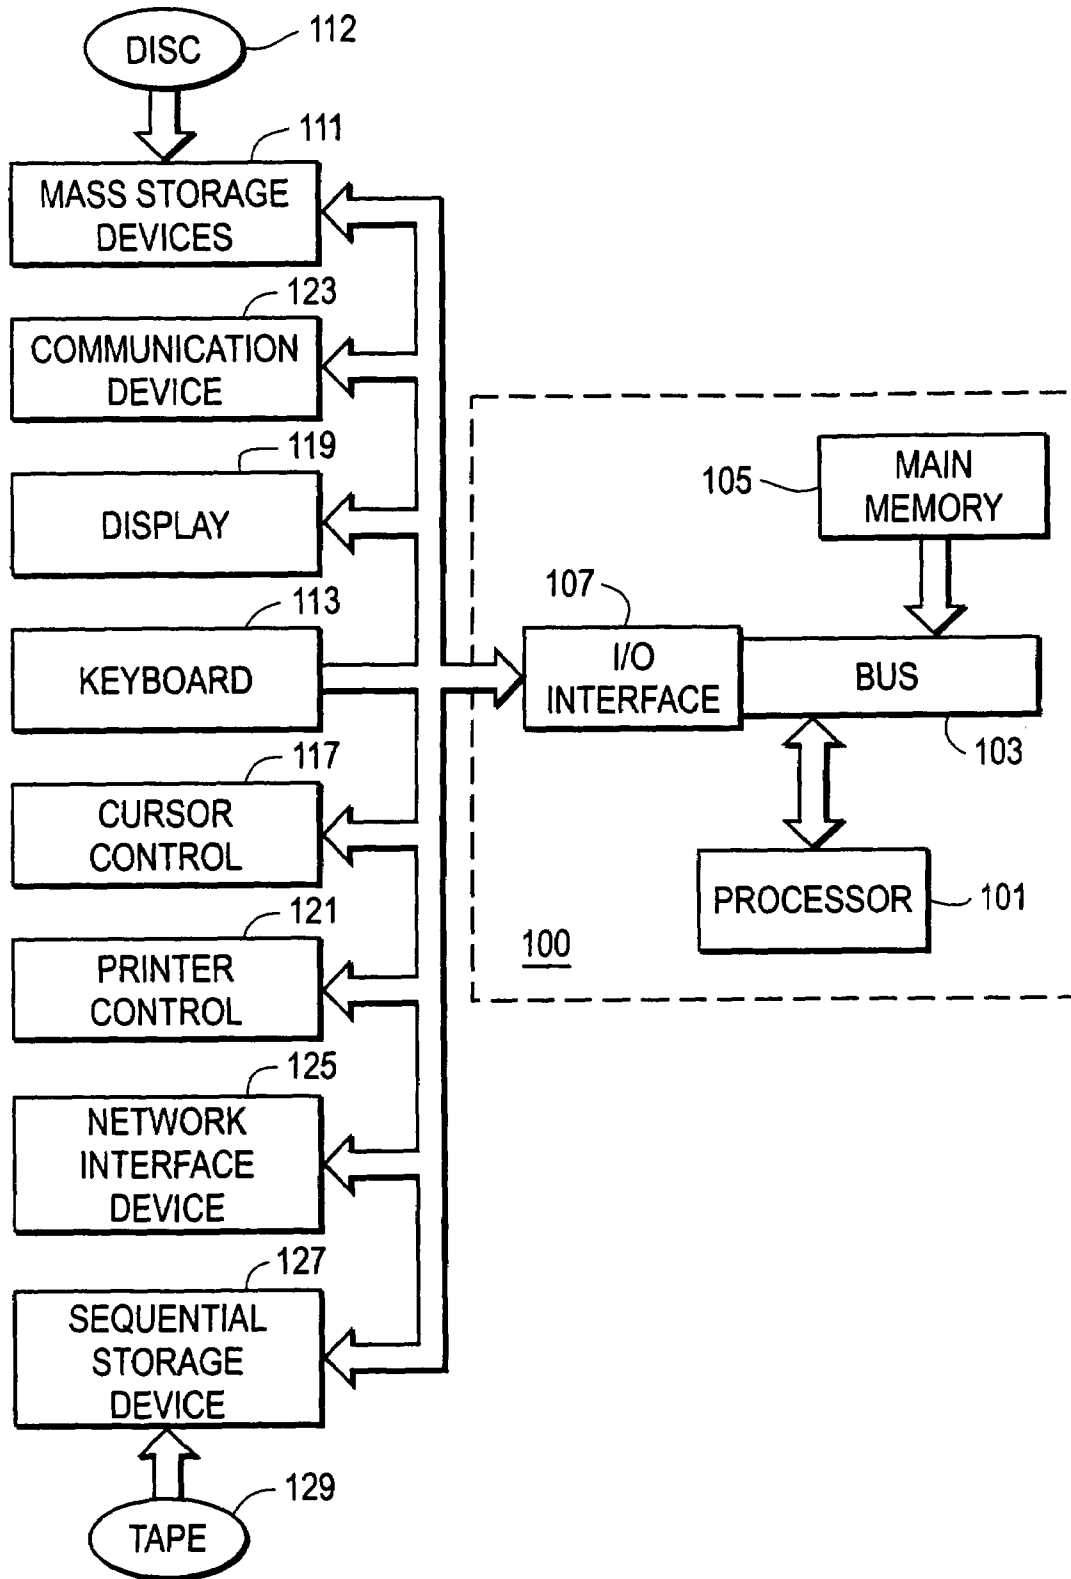 DISC
112
111
MASS STORAGE
DEVICES
123
COMMUNICATION
DEVICE
119
DISPLAY
113
KEYBOARD
117
CURSOR
CONTROL
121
PRINTER
CONTROL
125
NETWORK
INTERFACE
DEVICE
127
SEQUENTIAL
STORAGE
DEVICE
129
TAPE
105
MAIN
MEMORY
107
I/O
INTERFACE
BUS
103
PROCESSOR
101
100